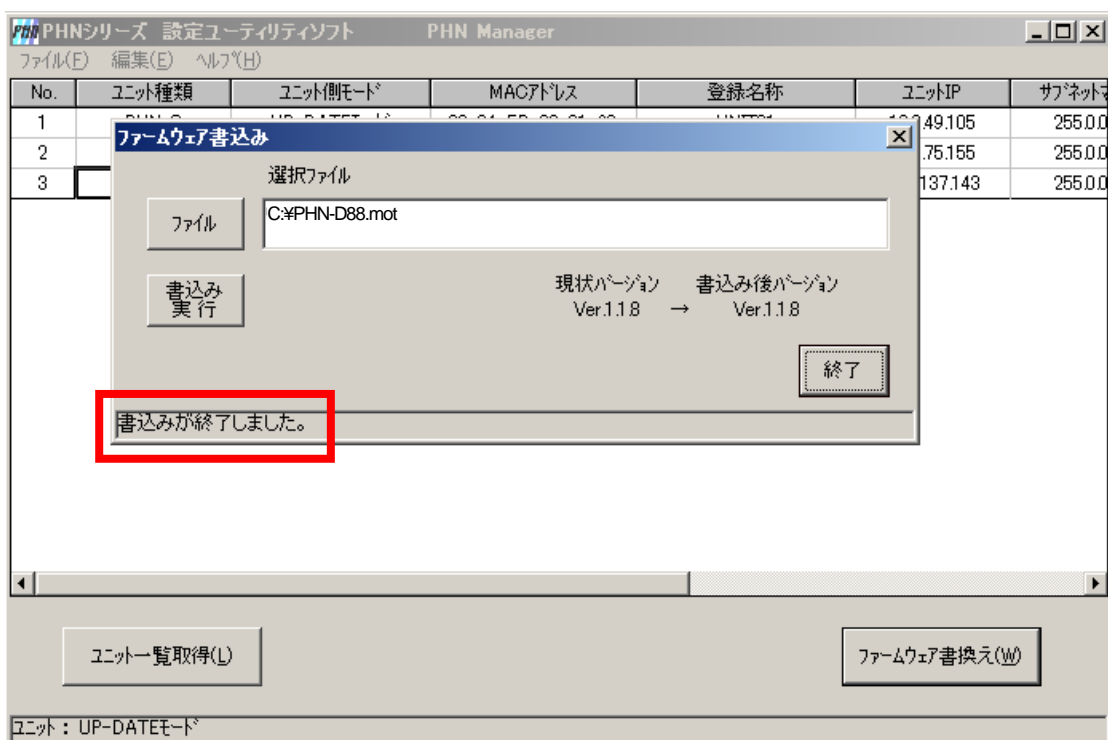 PHNシリーズ 設定ユーティリティソフト PHN Manager
ファイル(F) 編集(E) ヘルプ(H)
No. ユニット種類 ユニット側モード MACアドレス 登録名称 ユニットIP サブネットマ
1 49.105 255.0.0
2 .75.155 255.0.0
3 137.143 255.0.0
ファームウェア書込み
選択ファイル
ファイル C:¥PHN-D88.mot
書込み
実行
現状バージョン 書込み後バージョン
Ver.1.1.8 → Ver.1.1.8
終了
書込みが終了しました。
ユニット一覧取得(L) ファームウェア書換え(W)
ユニット : UP-DATEモード